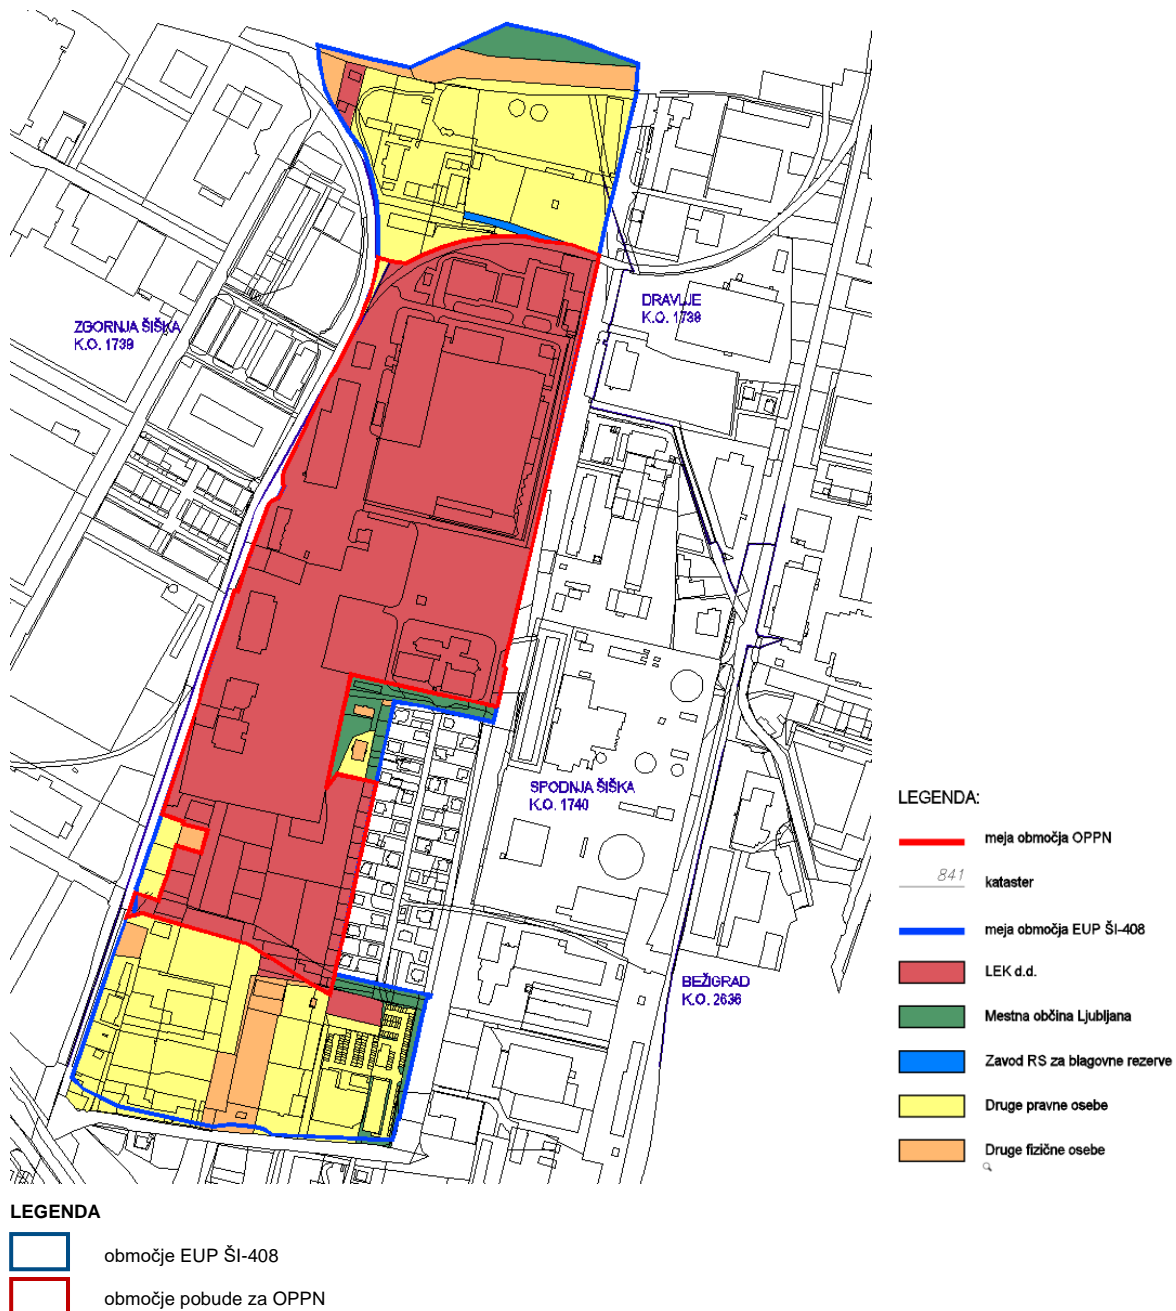 ZGORNJA ŠIŠKA
K.O. 1739
DRAVLJE
K.O. 1738
SPODNJA ŠIŠKA
K.O. 1740
BEŽIGRAD
K.O. 2636
LEGENDA:
meja območja OPPN
841 kataster
meja območja EUP ŠI-408
LEK d.d.
Mestna občina Ljubljana
Zavod RS za blagovne rezerve
Druge pravne osebe
Druge fizične osebe
LEGENDA
območje EUP ŠI-408
območje pobude za OPPN